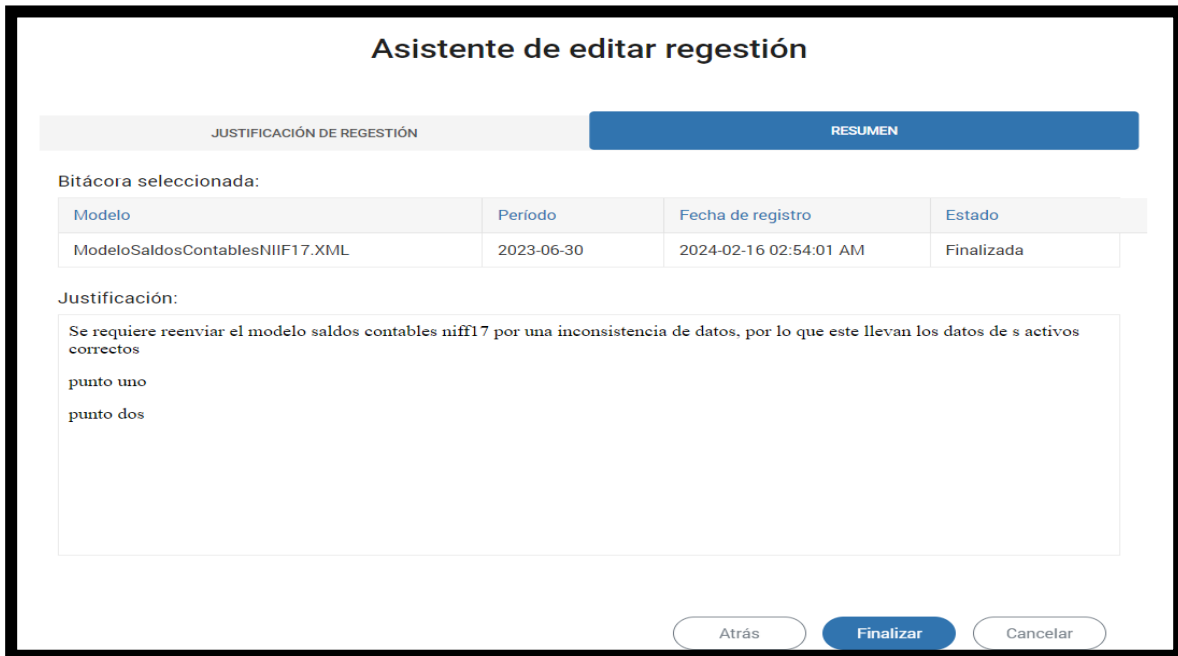 Asistente de editar regestión
JUSTIFICACIÓN DE REGESTIÓN RESUMEN
Bitácora seleccionada:
Modelo Período Fecha de registro Estado
ModeloSaldosContablesNIIF17.XML 2023-06-30 2024-02-16 02:54:01 AM Finalizada
Justificación:
Se requiere reenviar el modelo saldos contables niff17 por una inconsistencia de datos, por lo que este llevan los datos de s activos
correctos
punto uno
punto dos
Atrás Finalizar Cancelar